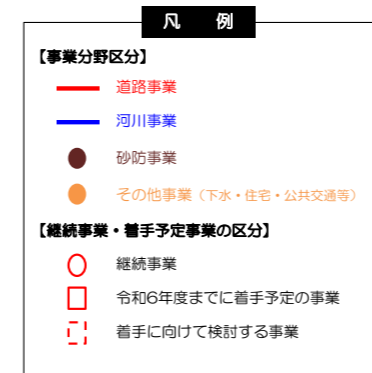 凡 例
【事業分野区分】
道路事業
河川事業
砂防事業
その他事業（下水・住宅・公共交通等）
【継続事業・着手予定事業の区分】
継続事業
令和6年度までに着手予定の事業
着手に向けて検討する事業